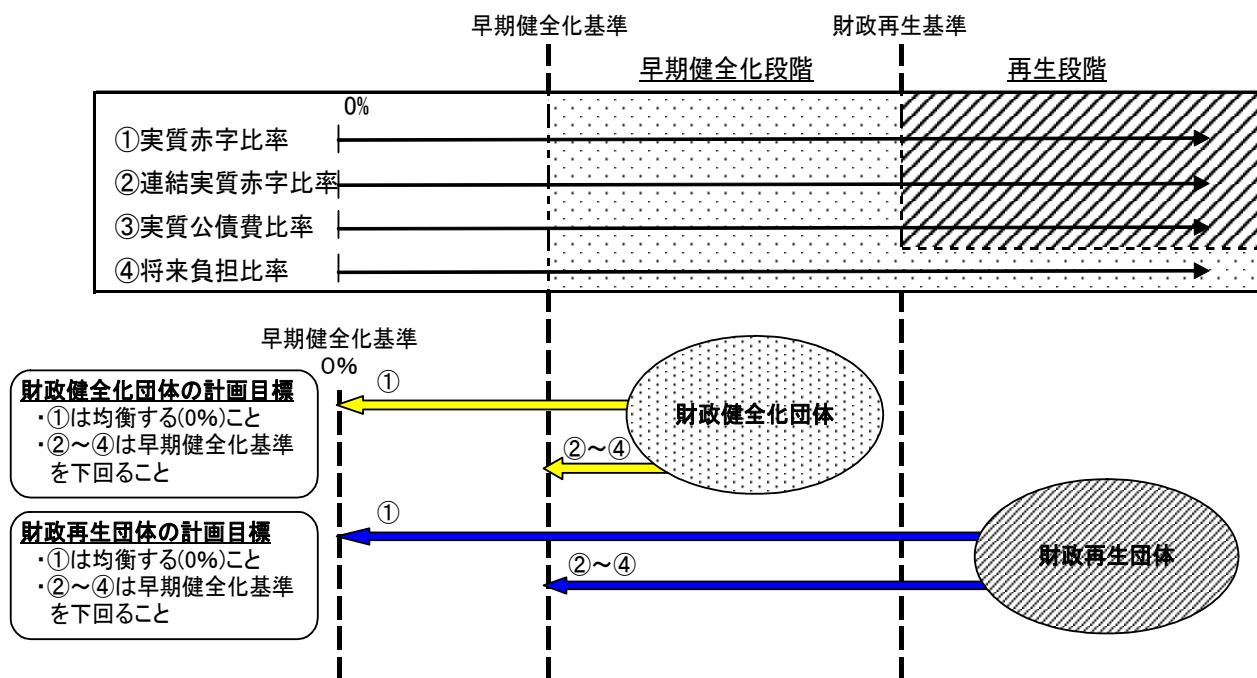 早期健全化基準
財政再生基準
早期健全化段階
再生段階
0%
①実質赤字比率
②連結実質赤字比率
③実質公債費比率
④将来負担比率
早期健全化基準
0%
財政健全化団体の計画目標
・①は均衡する(0%)こと
・②～④は早期健全化基準
を下回ること
①
②～④
財政健全化団体
財政再生団体の計画目標
・①は均衡する(0%)こと
・②～④は早期健全化基準
を下回ること
①
②～④
財政再生団体